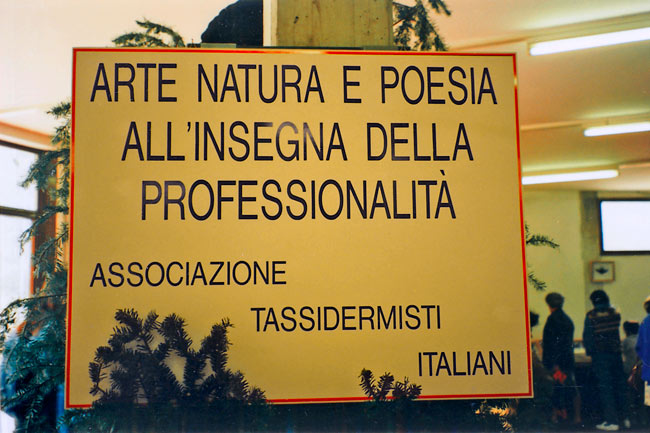 ARTE NATURA E POESIA
ALL'INSEGNA DELLA
PROFESSIONALITÀ
ASSOCIAZIONE
TASSIDERMISTI
ITALIANI